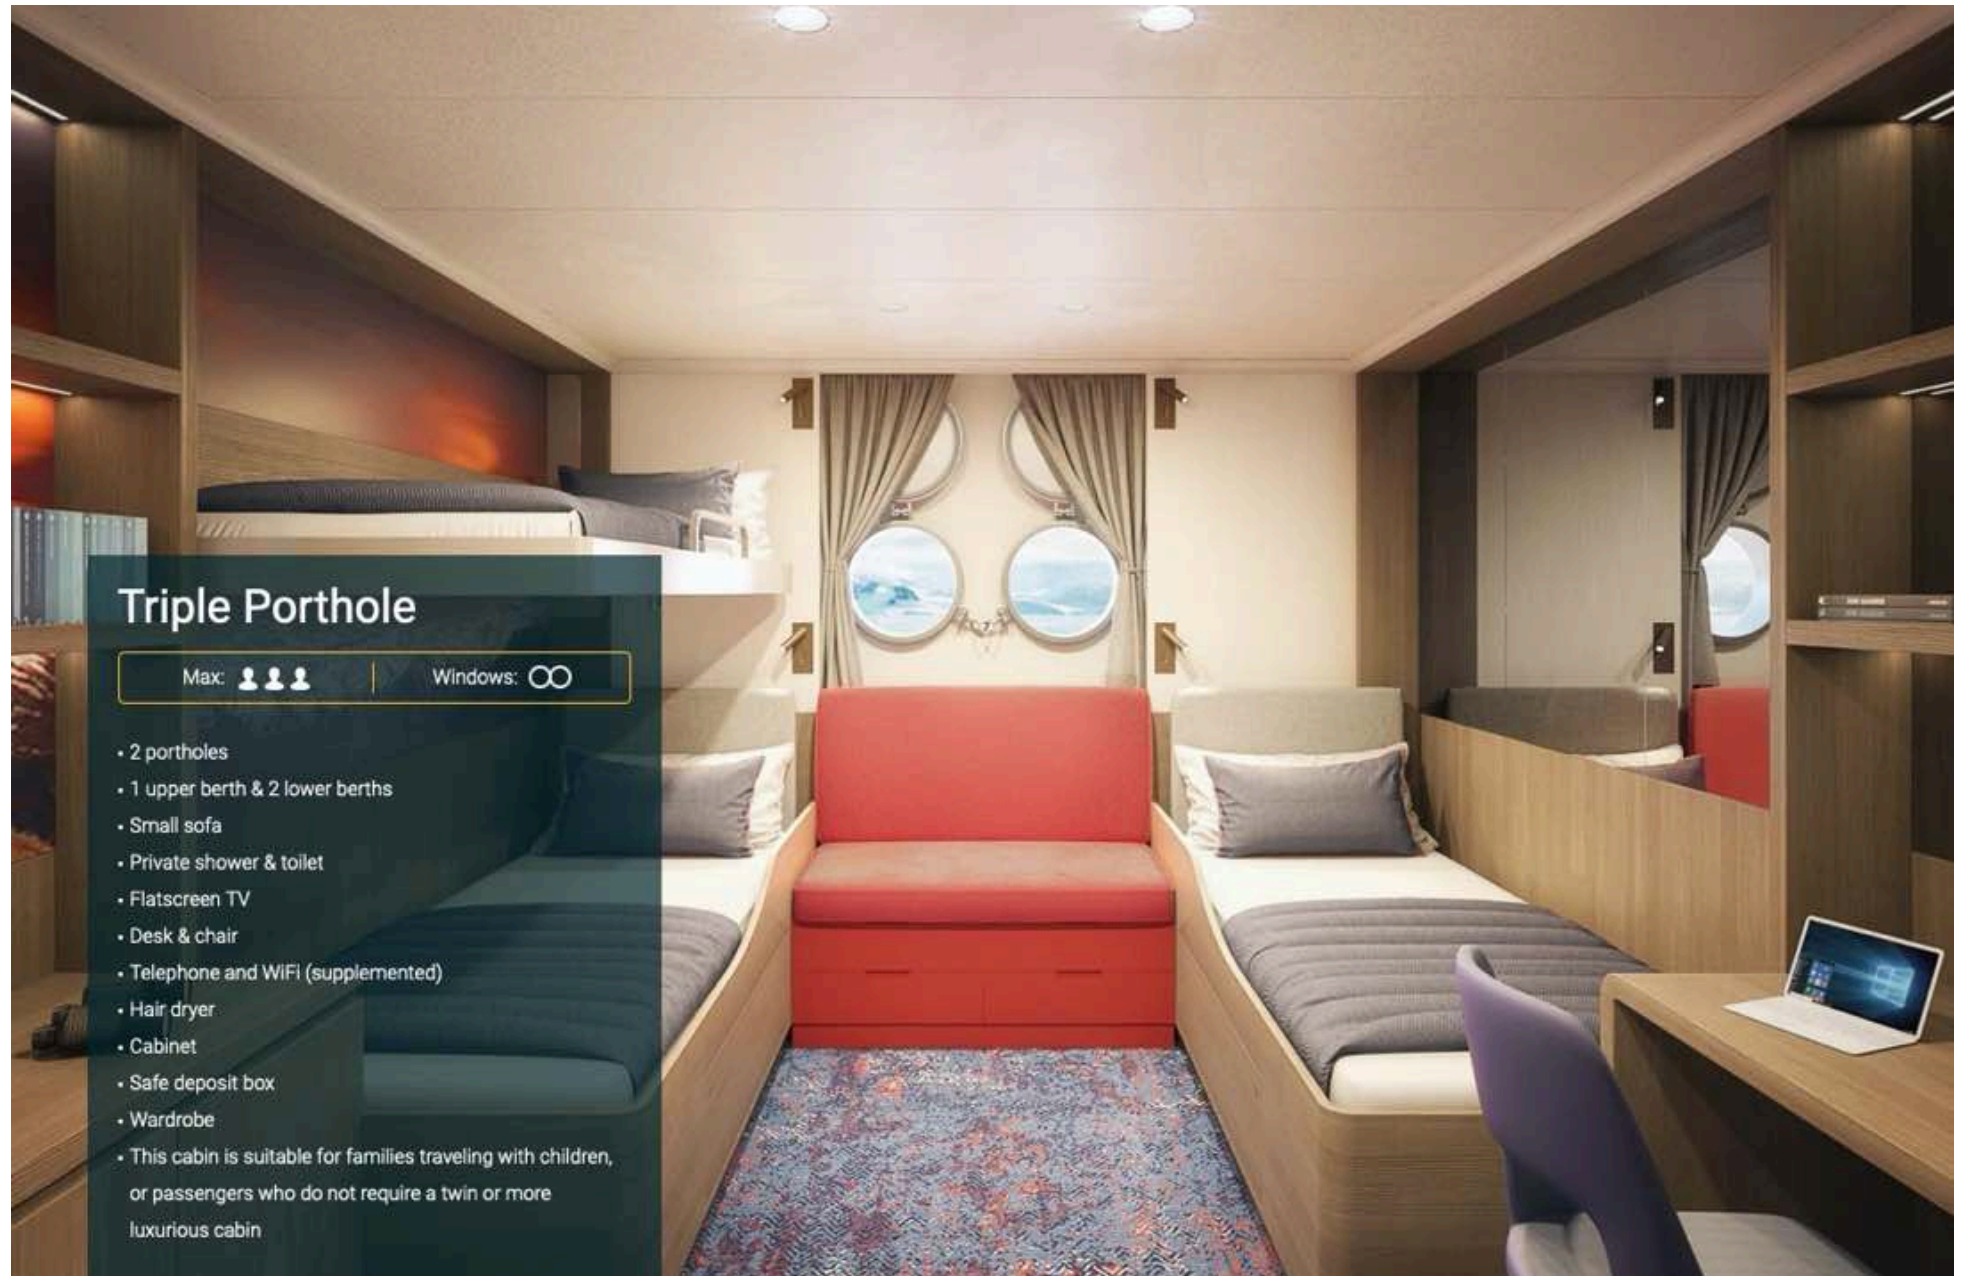 Triple Porthole
Max:
Windows:
• 2 portholes
• 1 upper berth & 2 lower berths
• Small sofa
• Private shower & toilet
• Flatscreen TV
• Desk & chair
• Telephone and WiFi (supplemented)
• Hair dryer
• Cabinet
• Safe deposit box
• Wardrobe
• This cabin is suitable for families traveling with children,
or passengers who do not require a twin or more
luxurious cabin